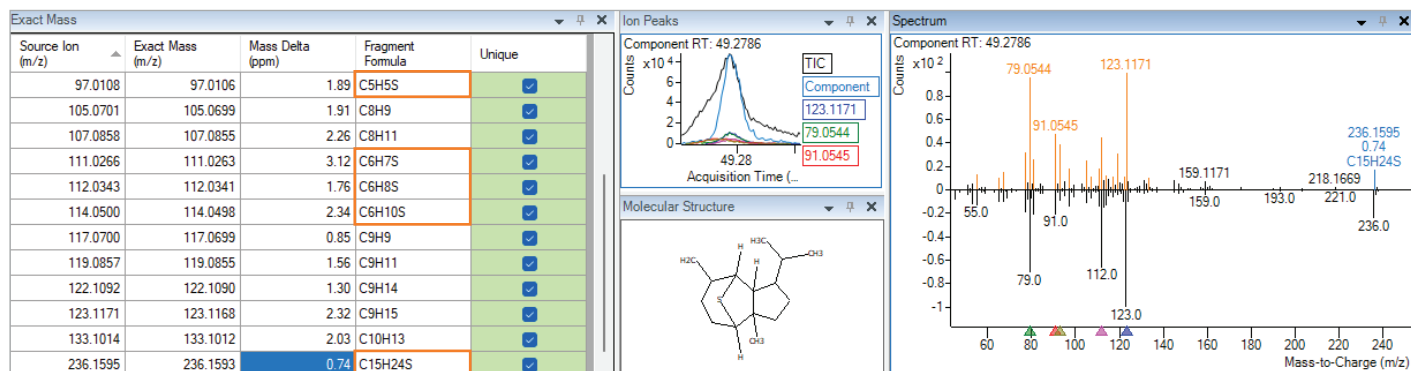 Exact Mass
Source Ion (m/z) Exact Mass (m/z) Mass Delta (ppm) Fragment Formula Unique
97.0108 97.0106 1.89 C5H5S
105.0701 105.0699 1.91 C8H9
107.0858 107.0855 2.26 C8H11
111.0266 111.0263 3.12 C6H7S
112.0343 112.0341 1.76 C6H8S
114.0500 114.0498 2.34 C6H10S
117.0700 117.0699 0.85 C9H9
119.0857 119.0855 1.56 C9H11
122.1092 122.1090 1.30 C9H14
123.1171 123.1168 2.32 C9H15
133.1014 133.1012 2.03 C10H13
236.1595 236.1593 0.74 C15H24S
Ion Peaks
Component RT: 49.2786
Counts
x10 4
6
4
2
0
49.28
Acquisition Time (...
TIC
Component
123.1171
79.0544
91.0545
Molecular Structure
H3C
CH3
H2C
H
H
S
CH3
H
Spectrum
Component RT: 49.2786
Counts
x10 2
0.8
0.6
0.4
0.2
0
-0.2
-0.4
-0.6
-0.8
-1
79.0544
123.1171
91.0545
236.1595
0.74
C15H24S
159.1171
218.1669
55.0
91.0
159.0
193.0
221.0
236.0
79.0
112.0
123.0
60 80 100 120 140 160 180 200 220 240
Mass-to-Charge (m/z)